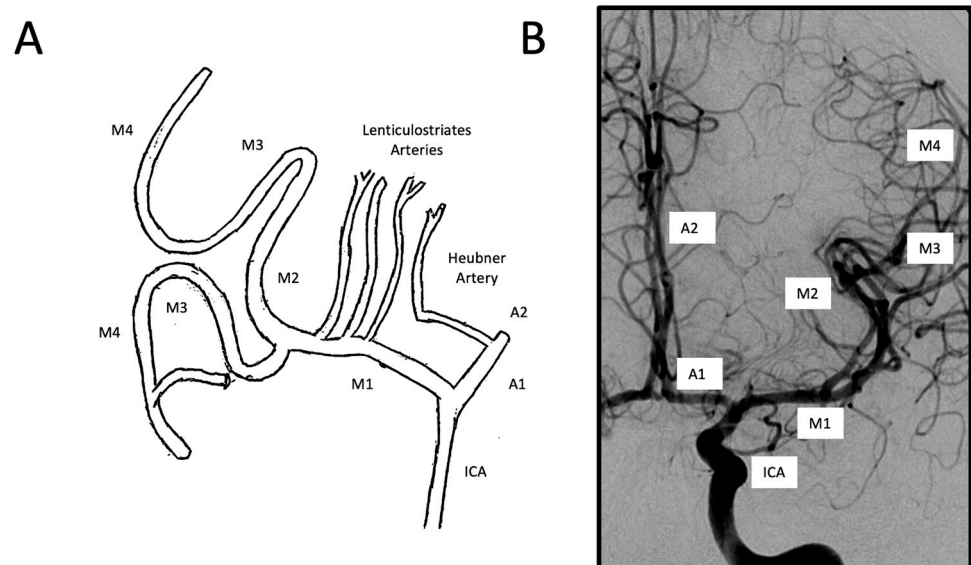 A
M4
M3
Lenticulostriates
Arteries
M2
Heubner
Artery
M3
M4
A2
M1
A1
ICA
B
M4
A2
M3
M2
A1
M1
ICA